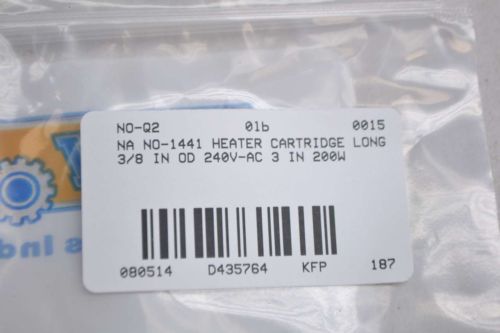 NO-Q2 0lb 0015
NA NO-1441 HEATER CARTRIDGE LONG
3/8 IN OD 240V-AC 3 IN 200W
080514 D435764 KFP 187